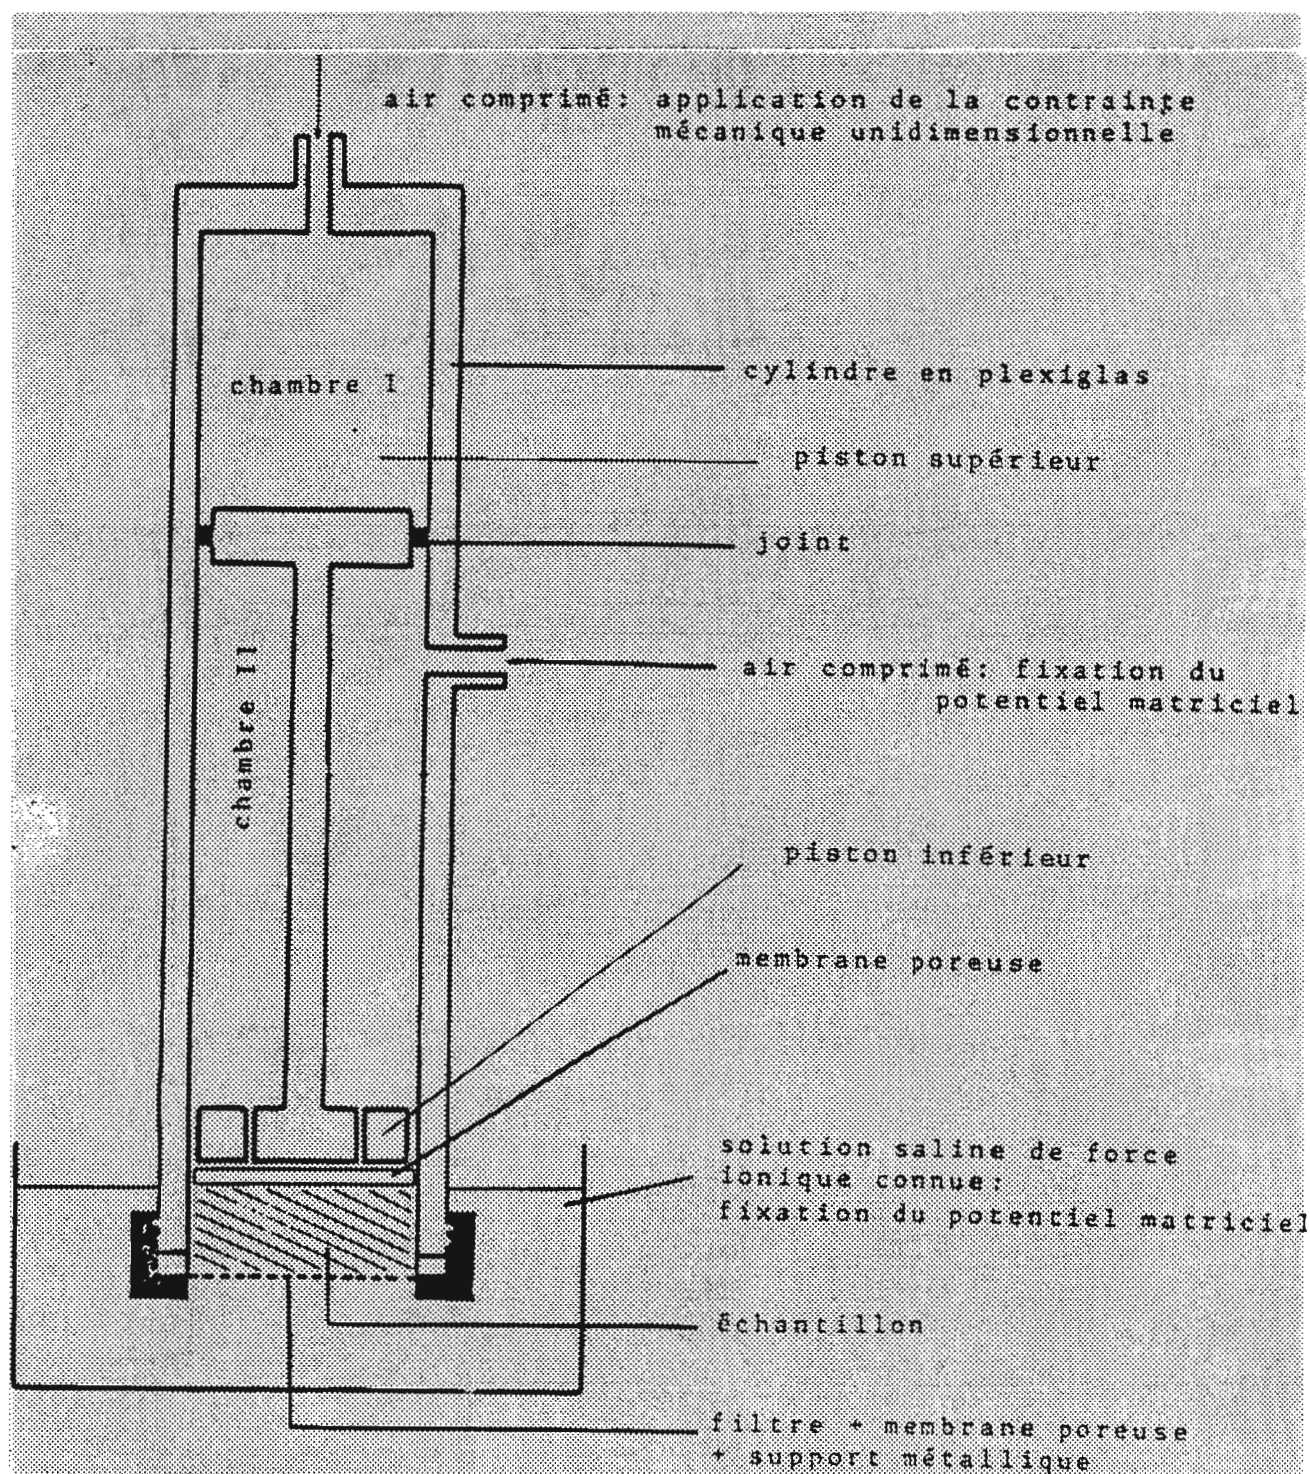 air comprimé: application de la contrainte
mécanique unidimensionnelle
chambre I
cylindre en plexiglas
piston supérieur
joint
chambre II
air comprimé: fixation du
potentiel matriciel
piston inférieur
membrane poreuse
solution saline de force
ionique connue:
fixation du potentiel matriciel
échantillon
filtre + membrane poreuse
+ support métallique